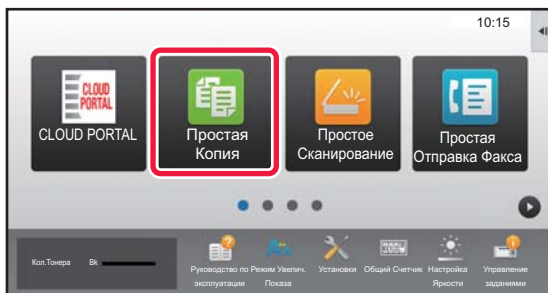 10:15
CLOUD
PORTAL
CLOUD PORTAL
Простая
Копия
Простое
Сканирование
Простая
Отправка Факса
Кол.Тонера Bk
Руководство по
эксплуатации
Режим Увелич.
Показа
Установки
Общий Счетчик
Настройка
Яркости
Управление
заданиями